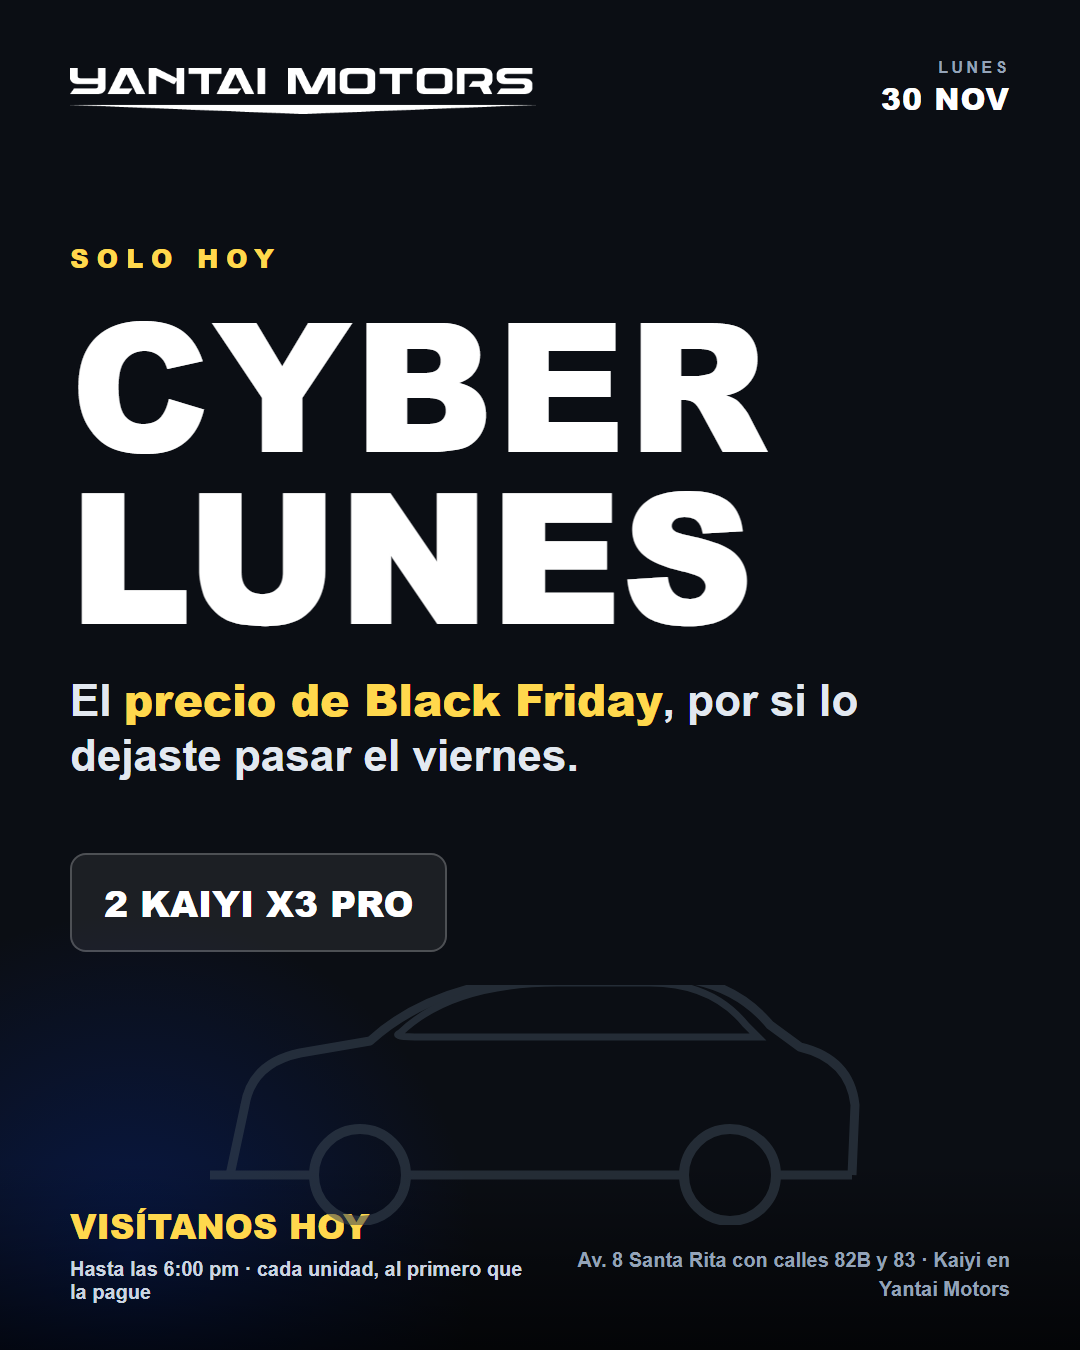 YANTAI MOTORS
LUNES
30 NOV
SOLO HOY
CYBER
LUNES
El precio de Black Friday, por si lo
dejaste pasar el viernes.
2 KAIYI X3 PRO
VISÍTANOS HOY
Hasta las 6:00 pm · cada unidad, al primero que
la pague
Av. 8 Santa Rita con calles 82B y 83 · Kaiyi en
Yantai Motors